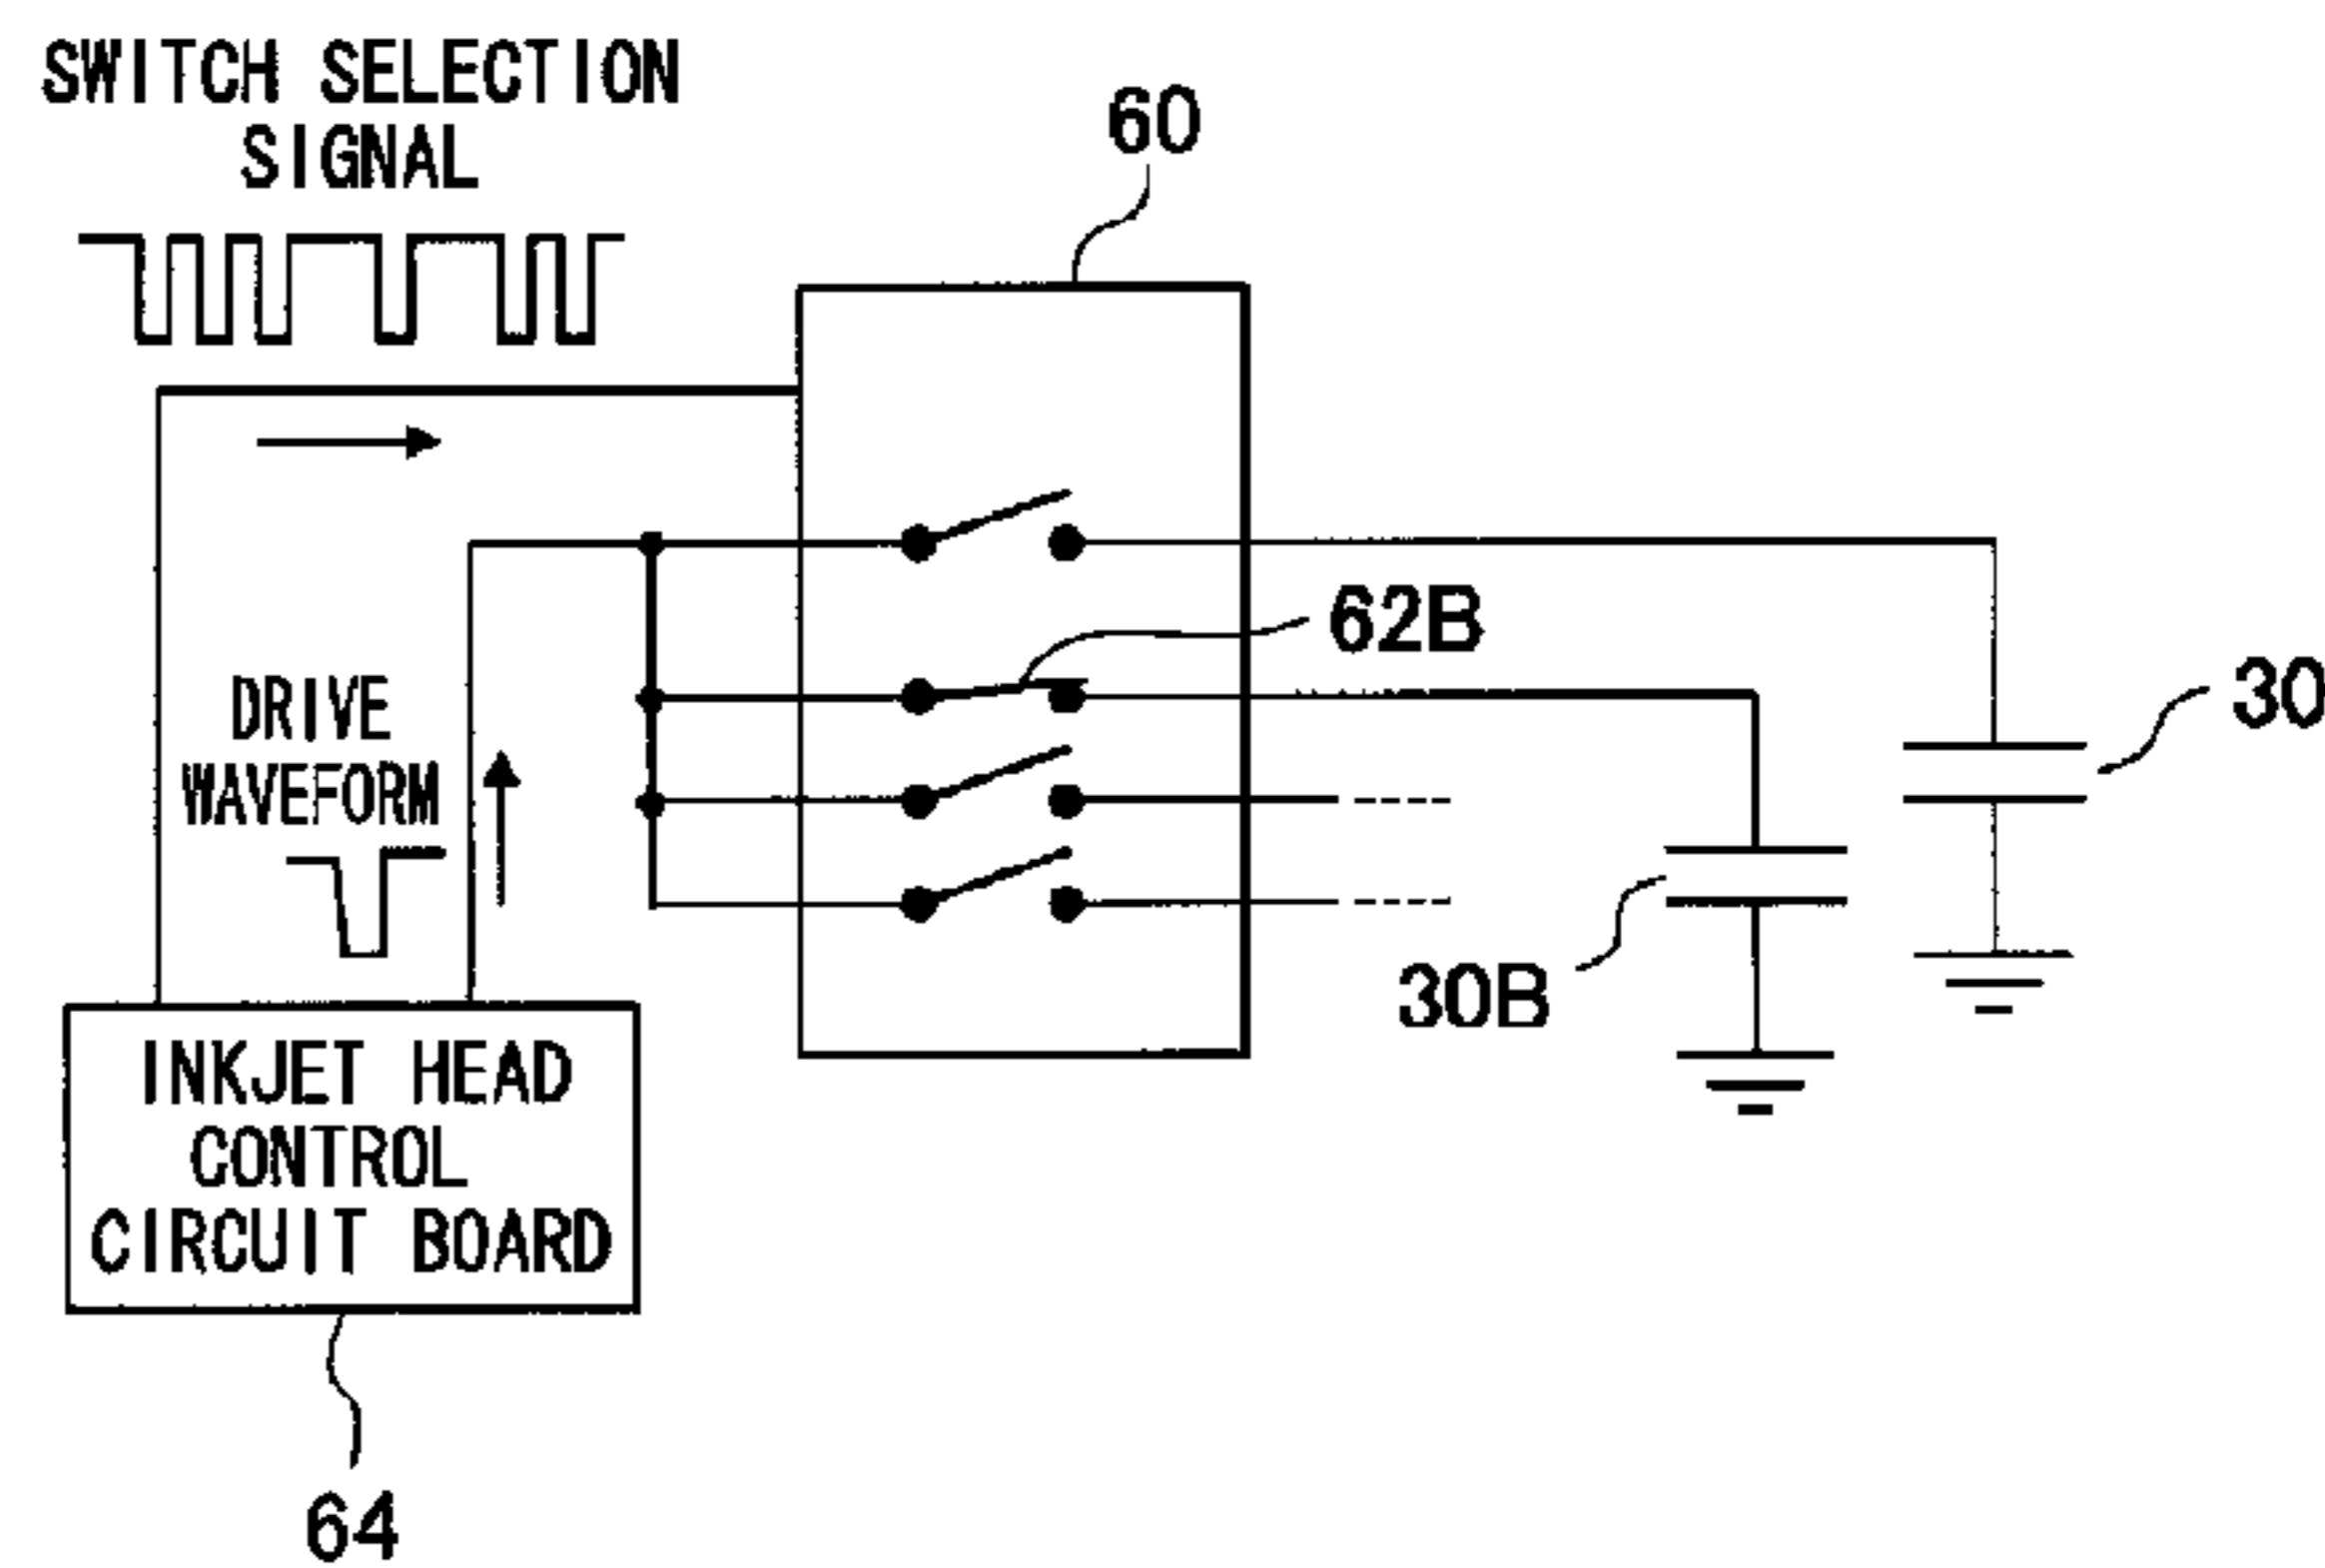 SWITCH SELECTION
SIGNAL
60
62B
30
DRIVE
WAVEFORM
30B
INKJET HEAD
CONTROL
CIRCUIT BOARD
64